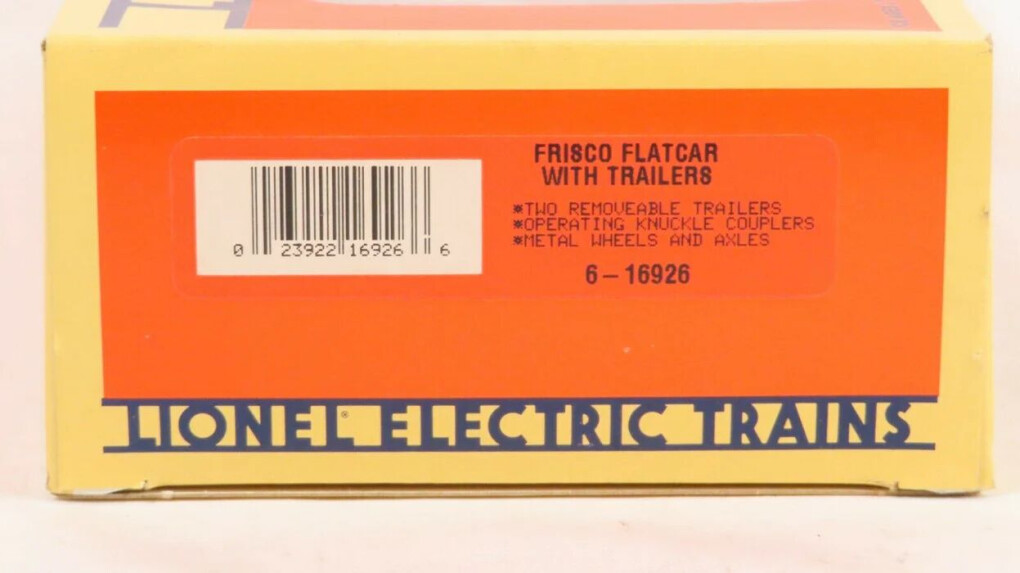 FRISCO FLATCAR
WITH TRAILERS
*TWO REMOVEABLE TRAILERS
*OPERATING KNUCKLE COUPLERS
*METAL WHEELS AND AXLES
6-16926
0 23922 16926 6
LIONEL® ELECTRIC TRAINS